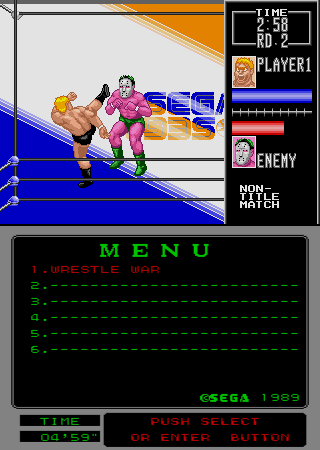 TIME
2:58
RD 2
PLAYER1
ENEMY
NON-
TITLE
MATCH
SEGA
MENU
1.WRESTLE WAR
2.--------------------
3.--------------------
4.--------------------
5.--------------------
6.--------------------
©SEGA 1989
TIME
04'59"
PUSH SELECT
OR ENTER BUTTON